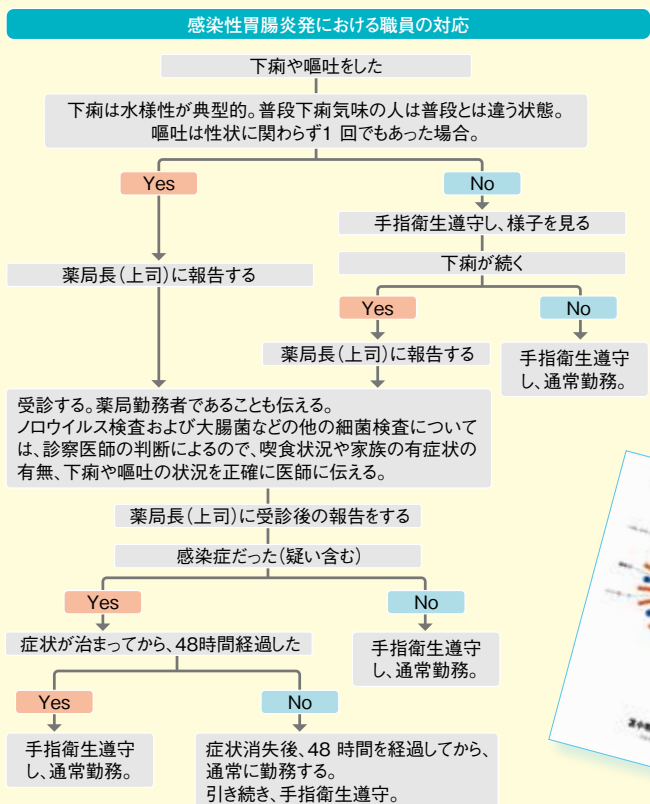 感染性胃腸炎発における職員の対応
下痢や嘔吐をした
下痢は水様性が典型的。普段下痢気味の人は普段とは違う状態。
嘔吐は性状に関わらず1 回でもあった場合。
Yes
No
手指衛生遵守し、様子を見る
薬局長(上司)に報告する
下痢が続く
Yes
No
薬局長(上司)に報告する
手指衛生遵守
し、通常勤務。
受診する。薬局勤務者であることも伝える。
ノロウイルス検査および大腸菌などの他の細菌検査について
は、診察医師の判断によるので、喫食状況や家族の有症状の
有無、下痢や嘔吐の状況を正確に医師に伝える。
薬局長(上司)に受診後の報告をする
感染症だった(疑い含む)
Yes
No
症状が治まってから、48時間経過した
手指衛生遵守
し、通常勤務。
Yes
No
手指衛生遵守
し、通常勤務。
症状消失後、48 時間を経過してから、
通常に勤務する。
引き続き、手指衛生遵守。